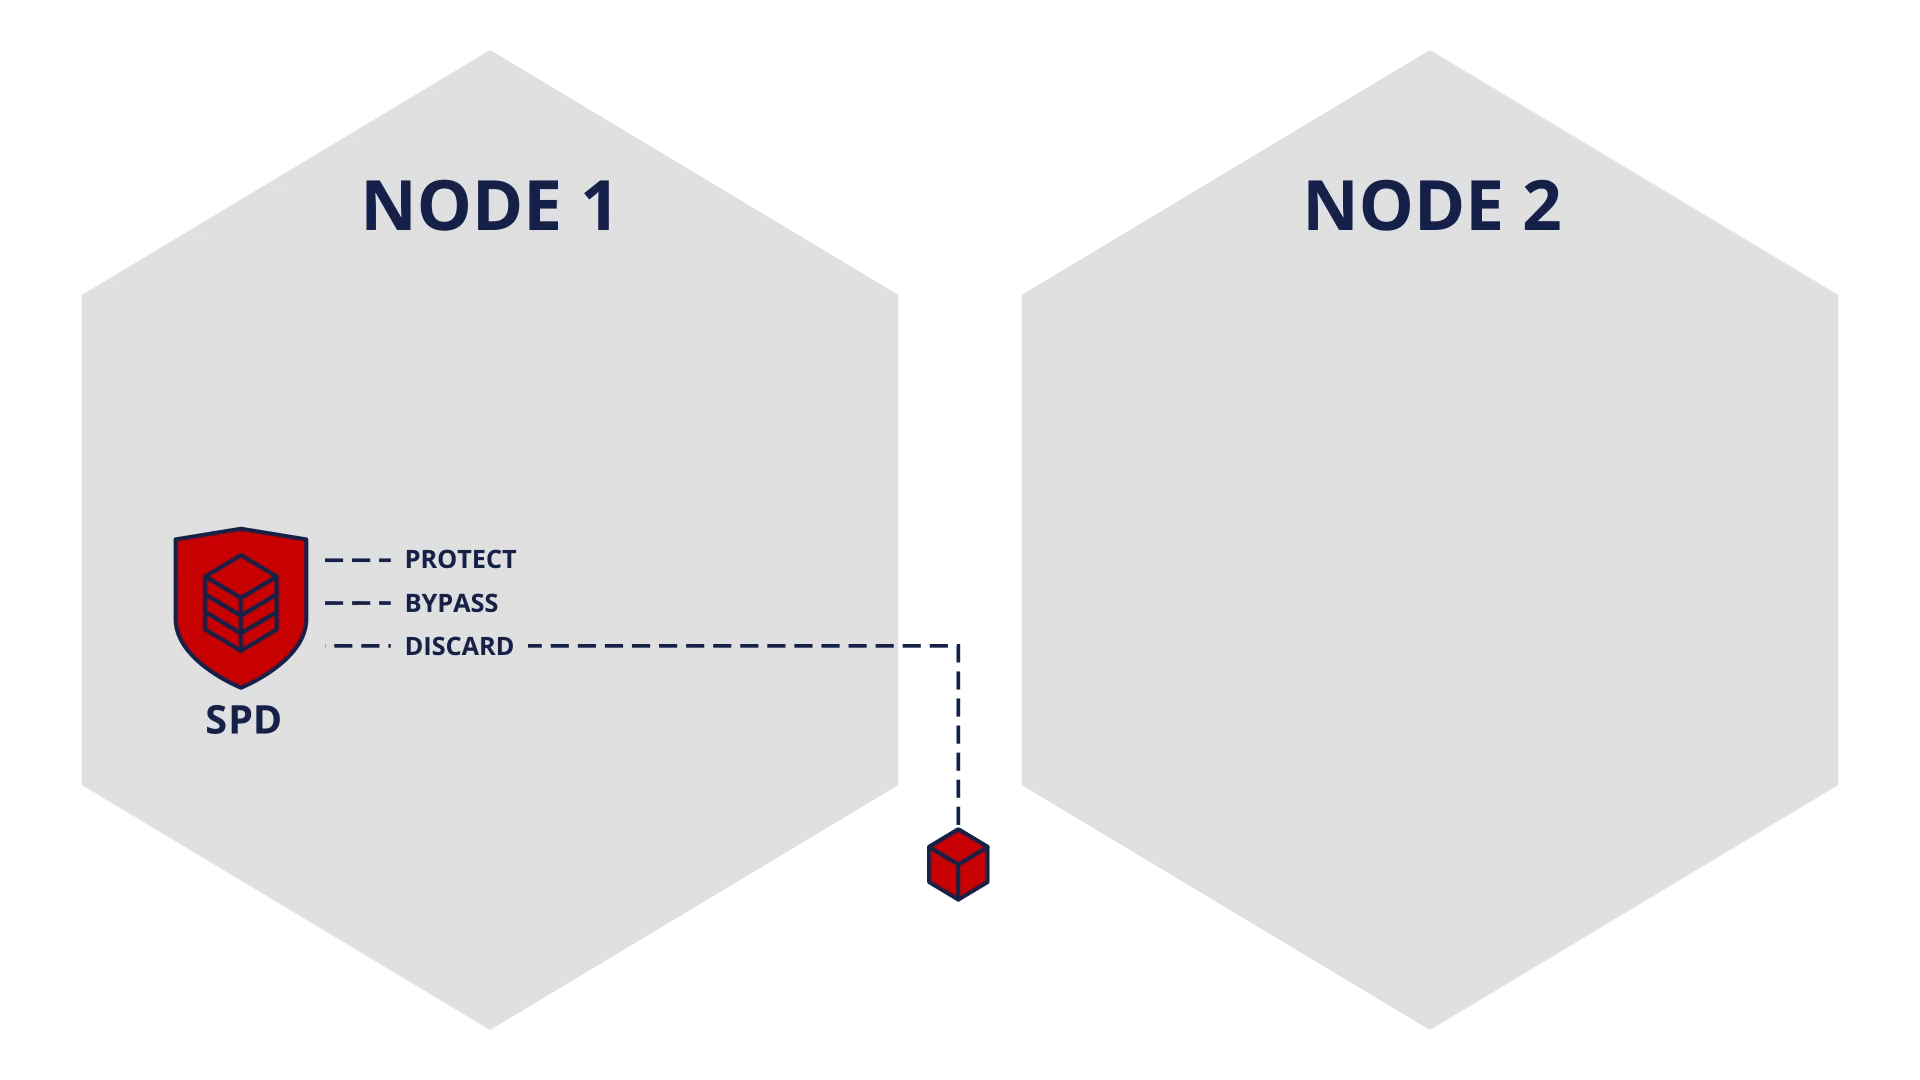 NODE 1
NODE 2
PROTECT
BYPASS
DISCARD
SPD